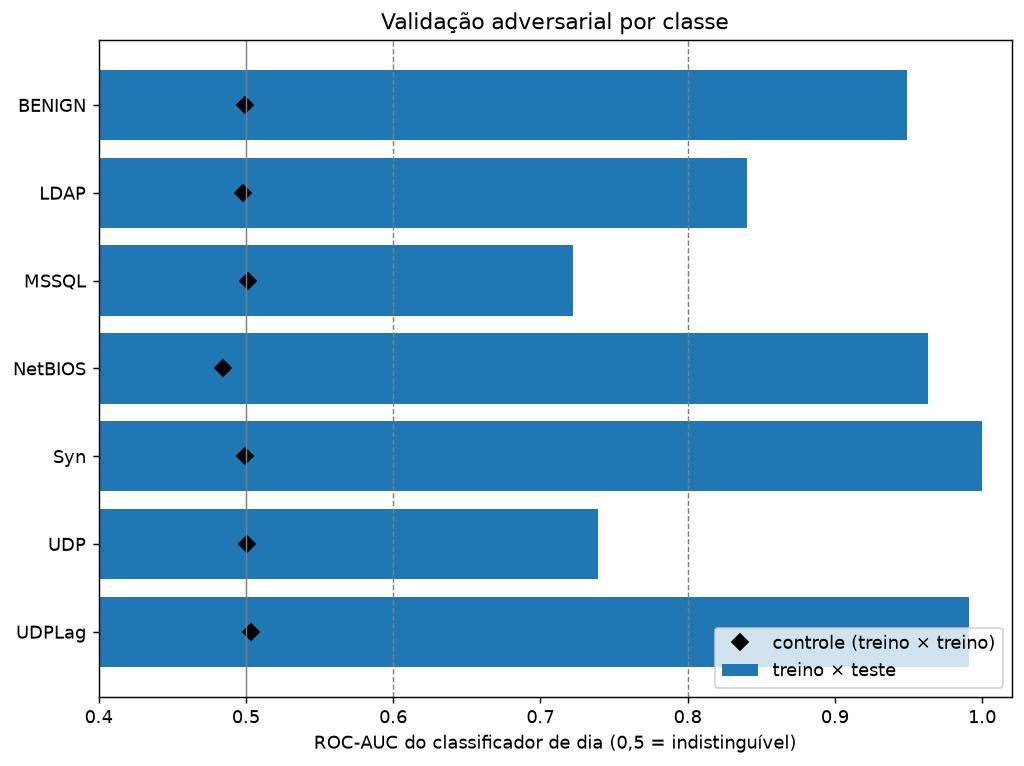 Validação adversarial por classe
BENIGN
LDAP
MSSQL
NetBIOS
Syn
UDP
UDPLag
controle (treino × treino)
treino × teste
0.4 0.5 0.6 0.7 0.8 0.9 1.0
ROC-AUC do classificador de dia (0,5 = indistinguível)